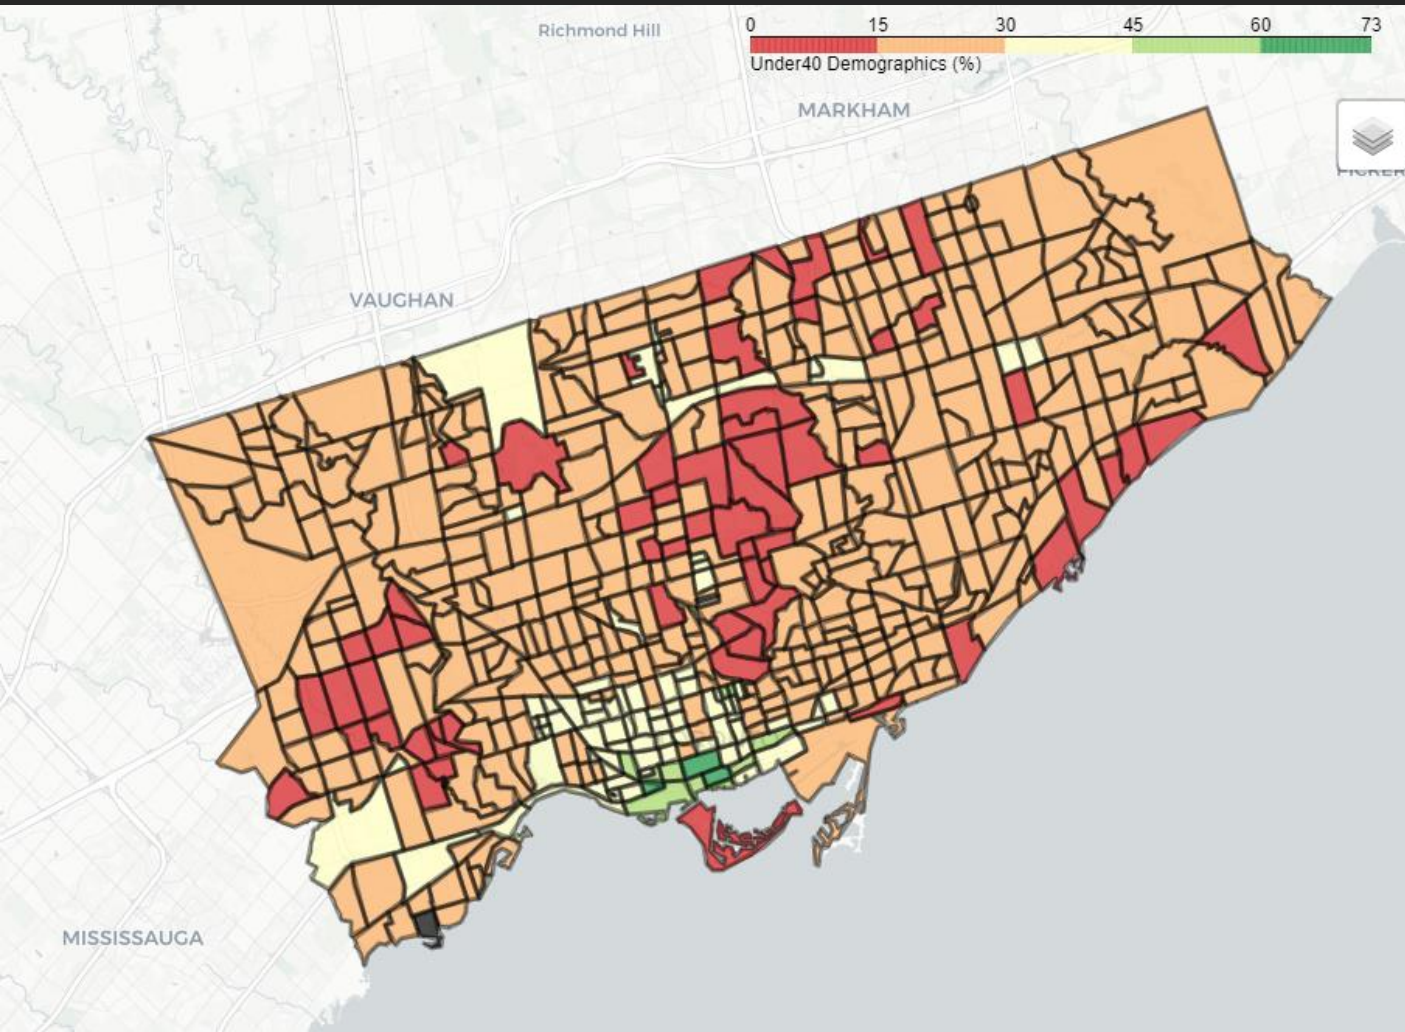 Richmond Hill
0 15 30 45 60 73
Under40 Demographics (%)
MARKHAM
VAUGHAN
MISSISSAUGA